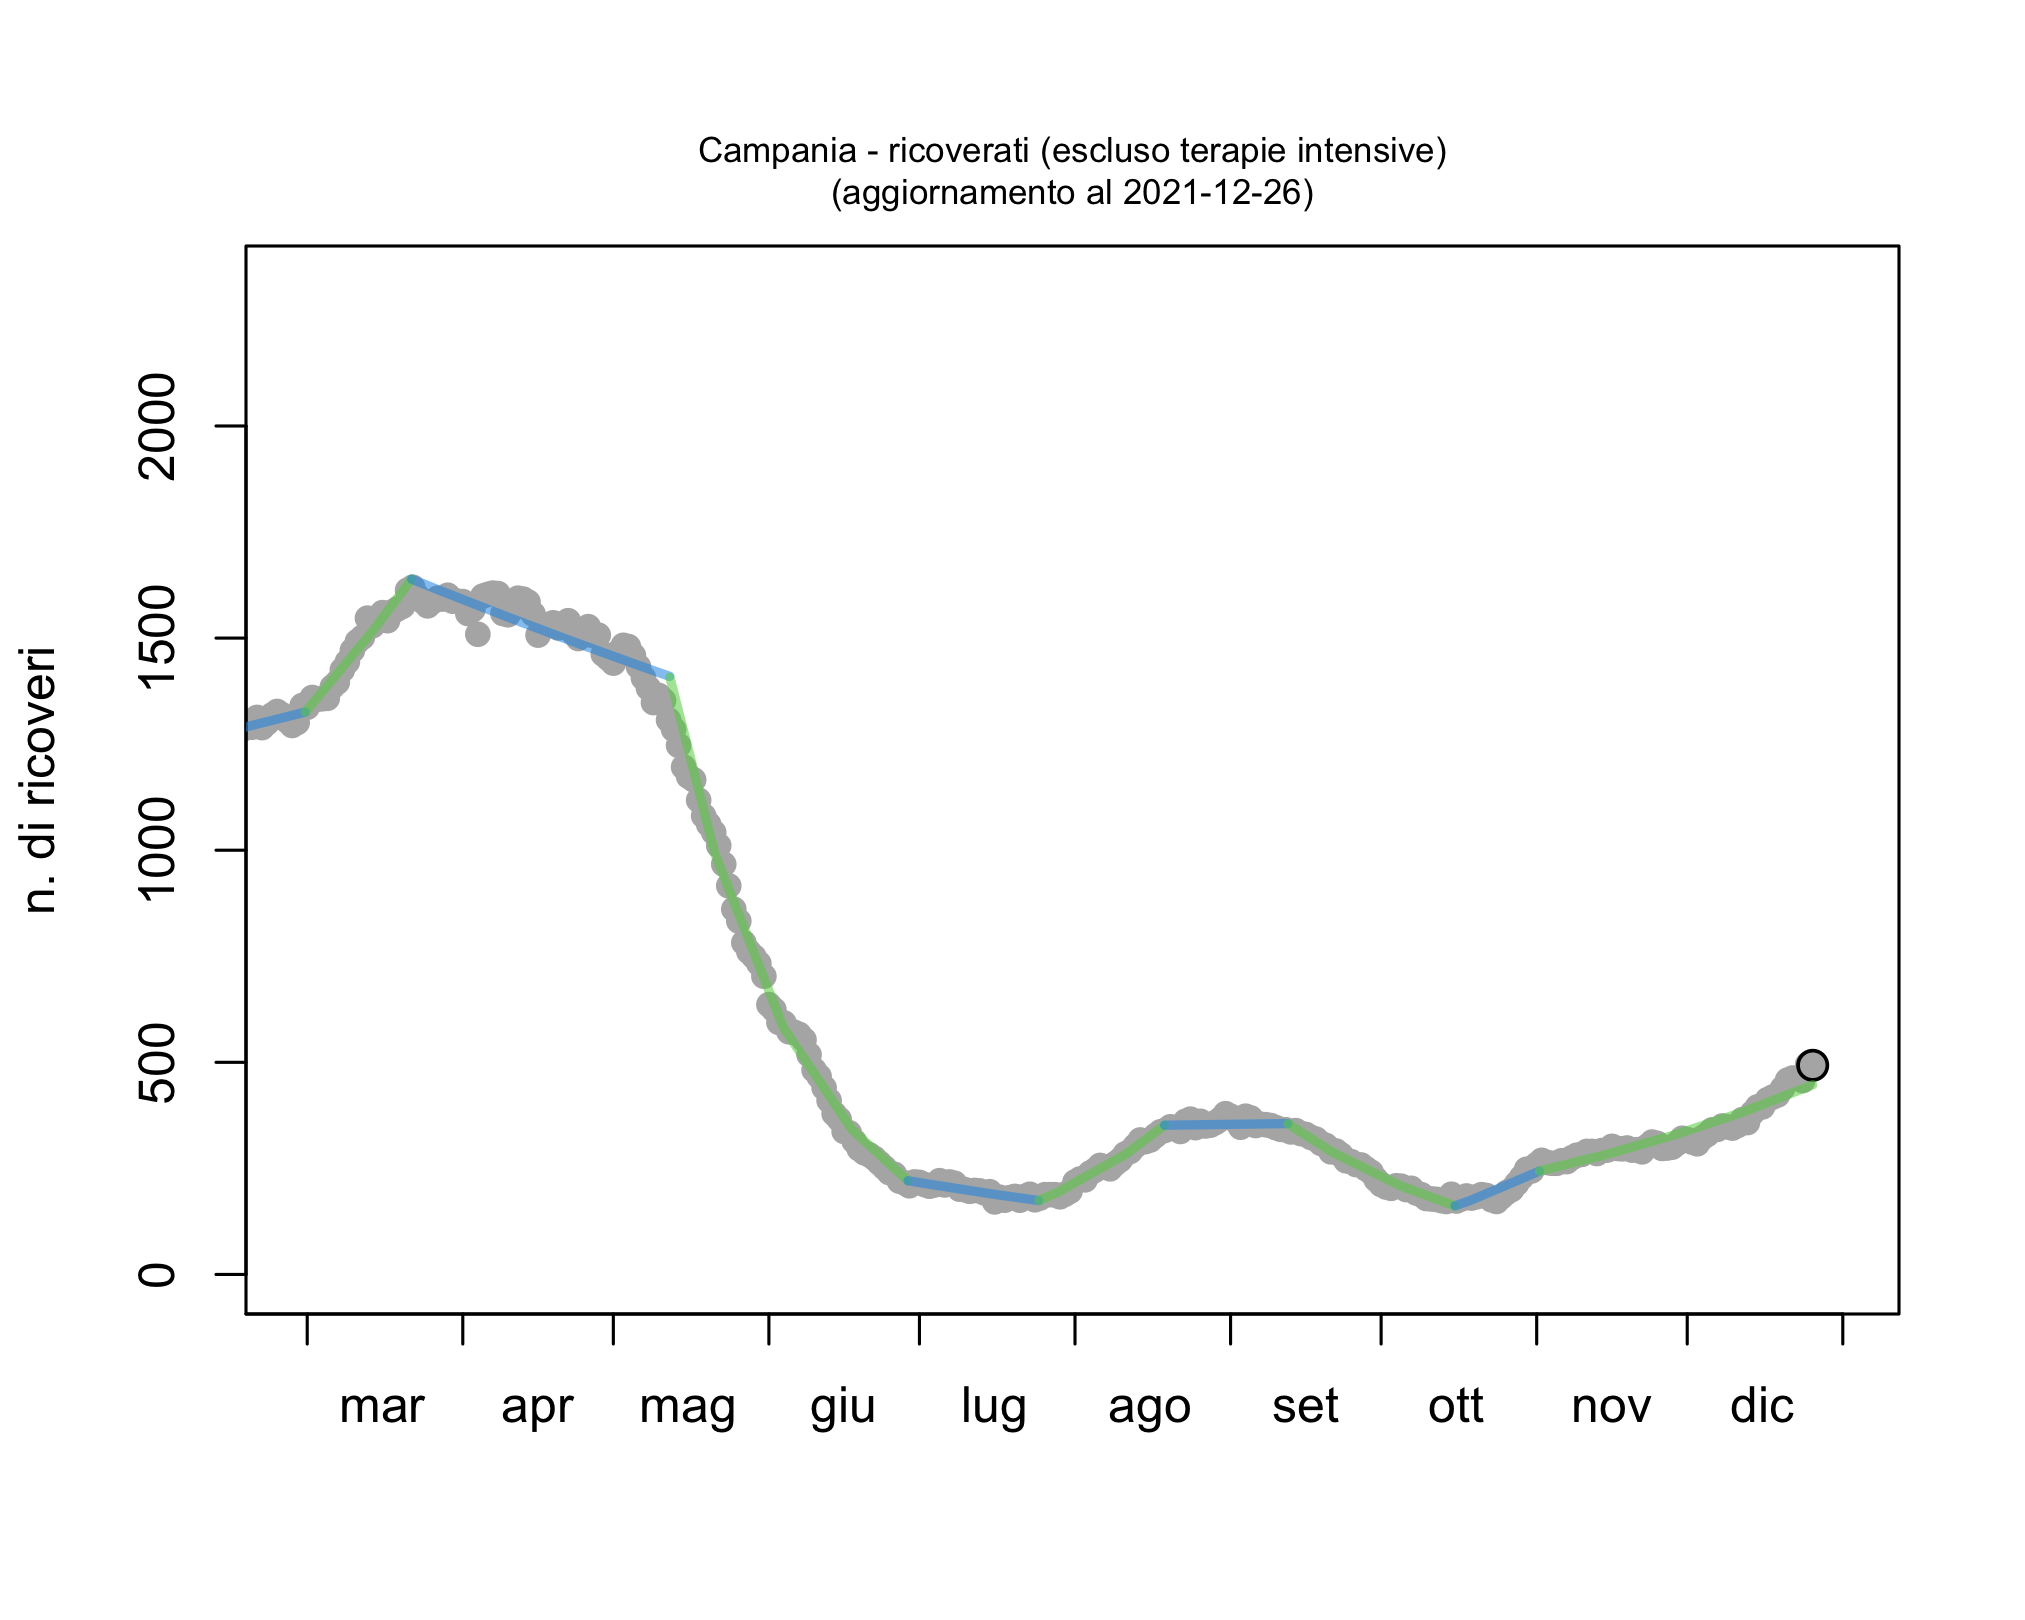 Campania - ricoverati (escluso terapie intensive)
(aggiornamento al 2021-12-26)
n. di ricoveri
2000
1500
1000
500
0
mar apr mag giu lug ago set ott nov dic